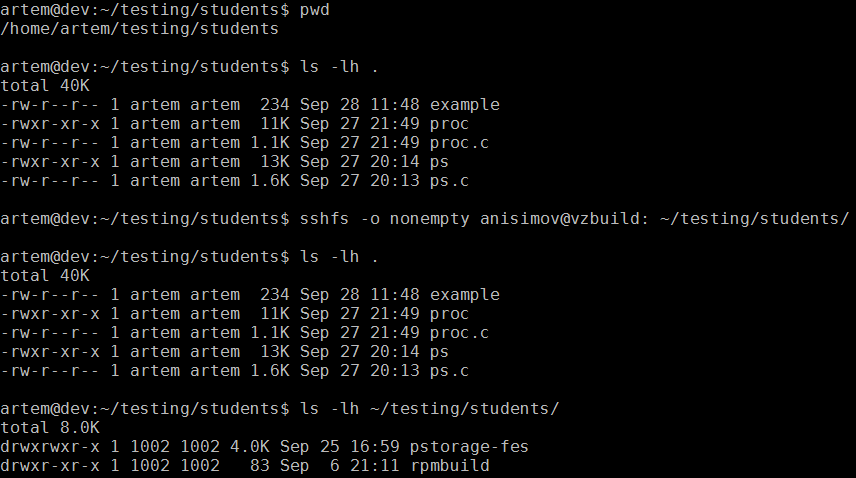 artem@dev:~/testing/students$ pwd
/home/artem/testing/students
artem@dev:~/testing/students$ ls -lh .
total 40K
-rw-r--r-- 1 artem artem  234 Sep 28 11:48 example
-rwxr-xr-x 1 artem artem  11K Sep 27 21:49 proc
-rw-r--r-- 1 artem artem 1.1K Sep 27 21:49 proc.c
-rwxr-xr-x 1 artem artem  13K Sep 27 20:14 ps
-rw-r--r-- 1 artem artem 1.6K Sep 27 20:13 ps.c
artem@dev:~/testing/students$ sshfs -o nonempty anisimov@vzbuild: ~/testing/students/
artem@dev:~/testing/students$ ls -lh .
total 40K
-rw-r--r-- 1 artem artem  234 Sep 28 11:48 example
-rwxr-xr-x 1 artem artem  11K Sep 27 21:49 proc
-rw-r--r-- 1 artem artem 1.1K Sep 27 21:49 proc.c
-rwxr-xr-x 1 artem artem  13K Sep 27 20:14 ps
-rw-r--r-- 1 artem artem 1.6K Sep 27 20:13 ps.c
artem@dev:~/testing/students$ ls -lh ~/testing/students/
total 8.0K
drwxrwxr-x 1 1002 1002 4.0K Sep 25 16:59 pstorage-fes
drwxr-xr-x 1 1002 1002   83 Sep  6 21:11 rpmbuild